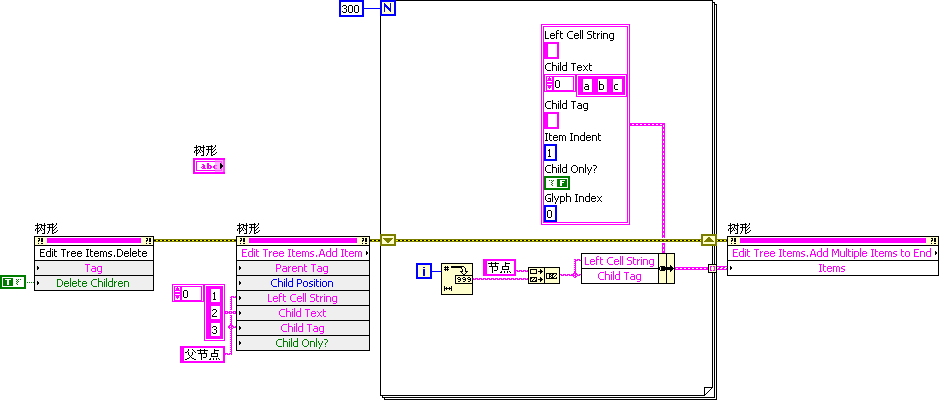 300
N
Left Cell String
Child Text
0
a b c
Child Tag
Item Indent
1
Child Only?
F
Glyph Index
0
树形
abc
树形
Edit Tree Items.Delete
Tag
Delete Children
T
树形
Edit Tree Items.Add Item
Parent Tag
Child Position
Left Cell String
Child Text
Child Tag
Child Only?
0
1
2
3
父节点
i
#
999
节点
Left Cell String
Child Tag
树形
Edit Tree Items.Add Multiple Items to End
Items